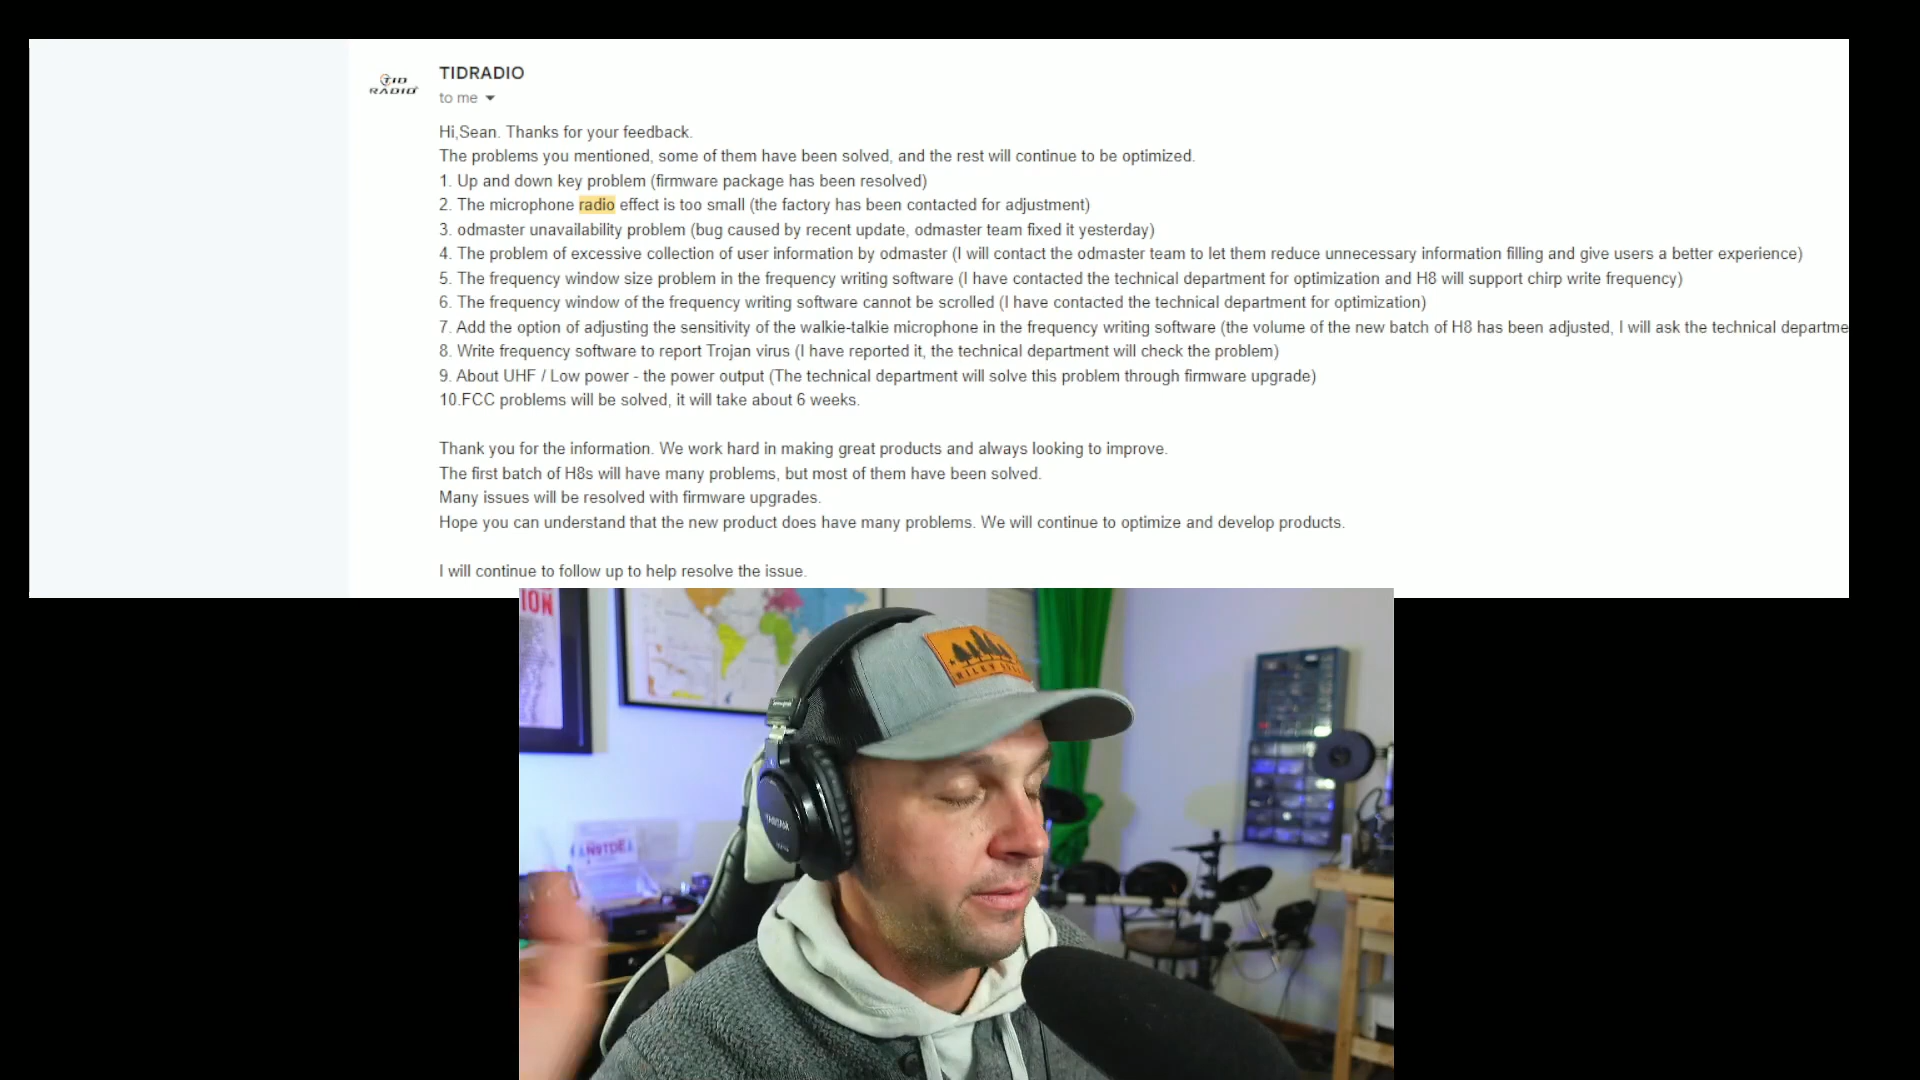 TID
RADIO
TIDRADIO
to me
Hi,Sean. Thanks for your feedback.
The problems you mentioned, some of them have been solved, and the rest will continue to be optimized.
1. Up and down key problem (firmware package has been resolved)
2. The microphone radio effect is too small (the factory has been contacted for adjustment)
3. odmaster unavailability problem (bug caused by recent update, odmaster team fixed it yesterday)
4. The problem of excessive collection of user information by odmaster (I will contact the odmaster team to let them reduce unnecessary information filling and give users a better experience)
5. The frequency window size problem in the frequency writing software (I have contacted the technical department for optimization and H8 will support chirp write frequency)
6. The frequency window of the frequency writing software cannot be scrolled (I have contacted the technical department for optimization)
7. Add the option of adjusting the sensitivity of the walkie-talkie microphone in the frequency writing software (the volume of the new batch of H8 has been adjusted, I will ask the technical departme
8. Write frequency software to report Trojan virus (I have reported it, the technical department will check the problem)
9. About UHF / Low power - the power output (The technical department will solve this problem through firmware upgrade)
10.FCC problems will be solved, it will take about 6 weeks.
Thank you for the information. We work hard in making great products and always looking to improve.
The first batch of H8s will have many problems, but most of them have been solved.
Many issues will be resolved with firmware upgrades.
Hope you can understand that the new product does have many problems. We will continue to optimize and develop products.
I will continue to follow up to help resolve the issue.
ION